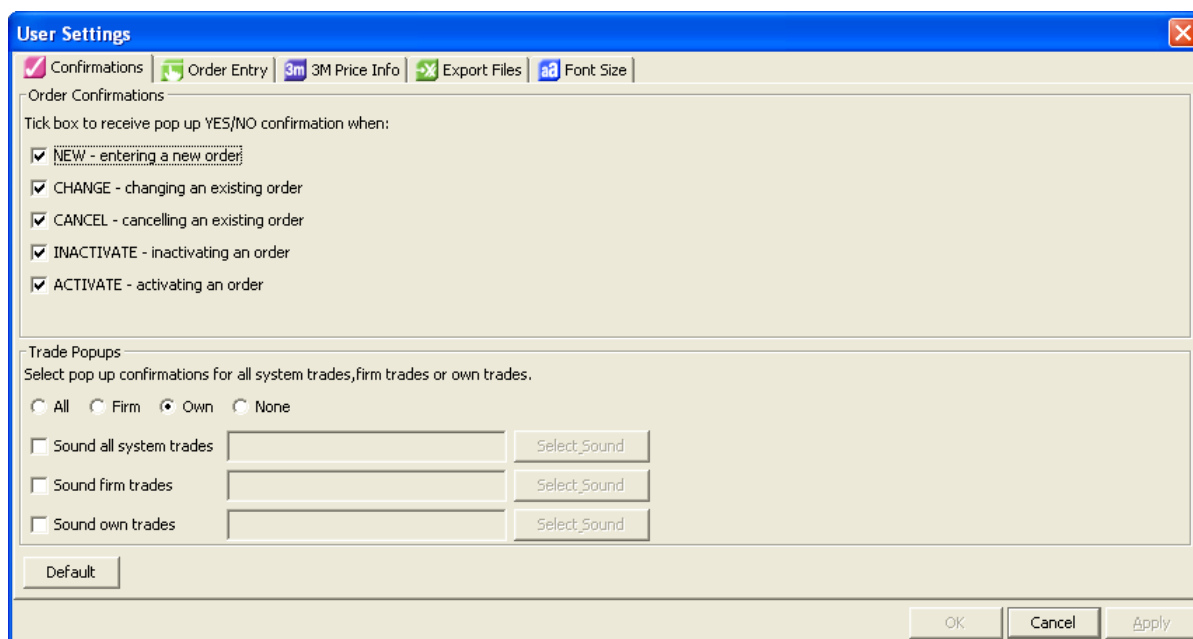 User Settings
Confirmations Order Entry 3m 3M Price Info Export Files aa Font Size
Order Confirmations
Tick box to receive pop up YES/NO confirmation when:
NEW - entering a new order
CHANGE - changing an existing order
CANCEL - cancelling an existing order
INACTIVATE - inactivating an order
ACTIVATE - activating an order
Trade Popups
Select pop up confirmations for all system trades,firm trades or own trades.
All Firm Own None
Sound all system trades Select Sound
Sound firm trades Select Sound
Sound own trades Select Sound
Default
OK Cancel Apply